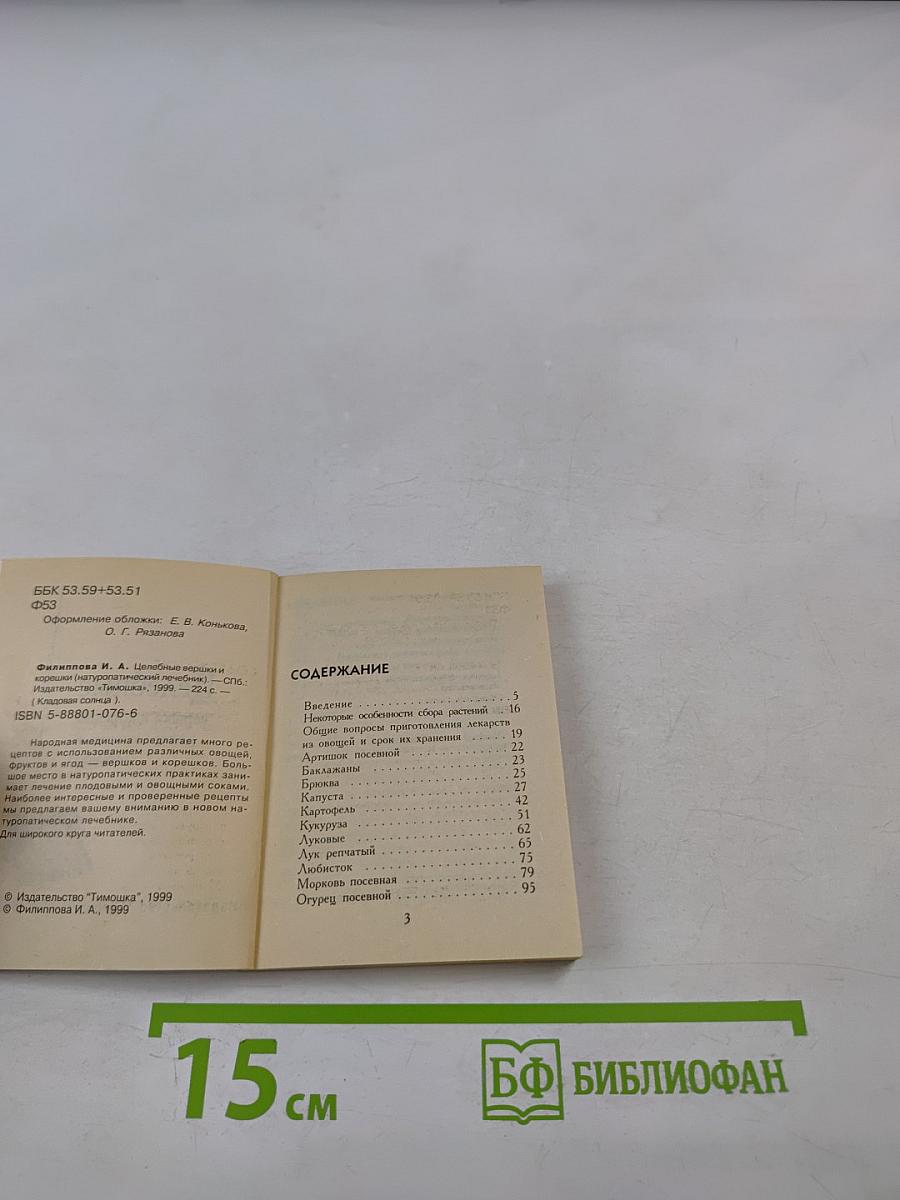 ББК 53.59+53.51
Ф53
Оформление обложки: Е. В. Конькова,
О. Г. Рязанова
Филиппова И. А. Целебные вершки и
корешки (натуропатический лечебник). — СПб.:
Издательство «Тимошка», 1999. — 224 с. —
( Кладовая солнца ).
ISBN 5-88801-076-6
Народная медицина предлагает много ре-
цептов с использованием различных овощей,
фруктов и ягод — вершков и корешков. Боль-
шое место в натуропатических практиках зани-
мает лечение плодовыми и овощными соками.
Наиболее интересные и проверенные рецепты
мы предлагаем вашему вниманию в новом на-
туропатическом лечебнике.
Для широкого круга читателей.
© Издательство "Тимошка", 1999
© Филиппова И. А., 1999
СОДЕРЖАНИЕ
Введение . . . . . . . . . . . . . . . . . . . . 5
Некоторые особенности сбора растений . . 16
Общие вопросы приготовления лекарств
из овощей и срок их хранения . . . . . 19
Артишок посевной . . . . . . . . . . . . . 22
Баклажаны . . . . . . . . . . . . . . . . . . 23
Брюква . . . . . . . . . . . . . . . . . . . . 25
Капуста . . . . . . . . . . . . . . . . . . . . 27
Картофель . . . . . . . . . . . . . . . . . . 42
Кукуруза . . . . . . . . . . . . . . . . . . . 51
Луковые . . . . . . . . . . . . . . . . . . . 62
Лук репчатый . . . . . . . . . . . . . . . . 65
Любисток . . . . . . . . . . . . . . . . . . 75
Морковь посевная . . . . . . . . . . . . . 79
Огурец посевной . . . . . . . . . . . . . . 95
3
15 см
БФ БИБЛИОФАН